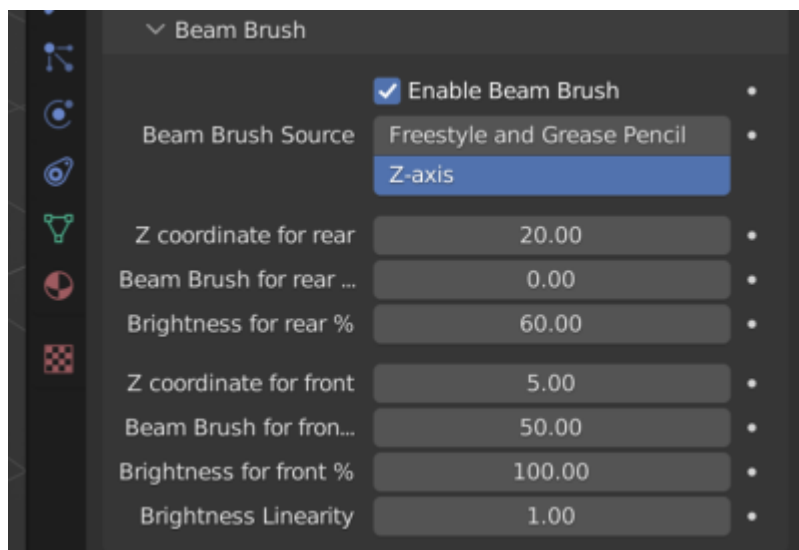 Beam Brush
Enable Beam Brush
Beam Brush Source Freestyle and Grease Pencil
Z-axis
Z coordinate for rear 20.00
Beam Brush for rear ... 0.00
Brightness for rear % 60.00
Z coordinate for front 5.00
Beam Brush for fron... 50.00
Brightness for front % 100.00
Brightness Linearity 1.00